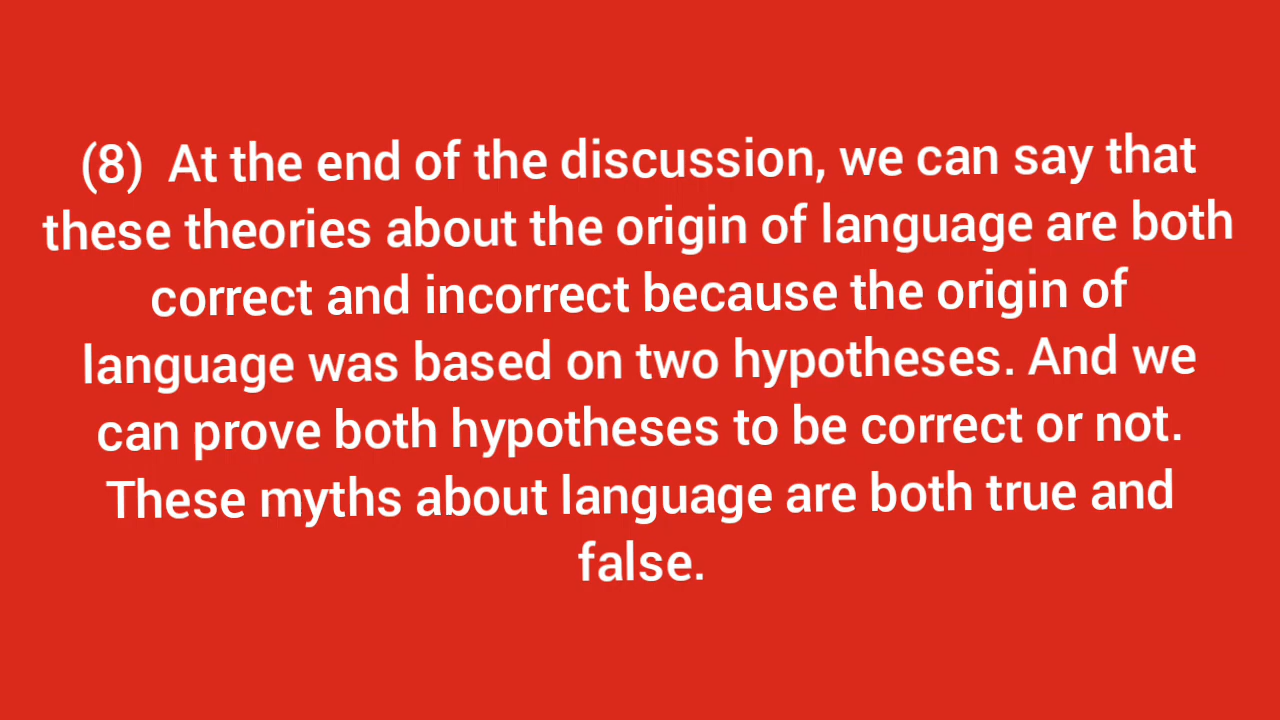 (8) At the end of the discussion, we can say that
these theories about the origin of language are both
correct and incorrect because the origin of
language was based on two hypotheses. And we
can prove both hypotheses to be correct or not.
These myths about language are both true and
false.